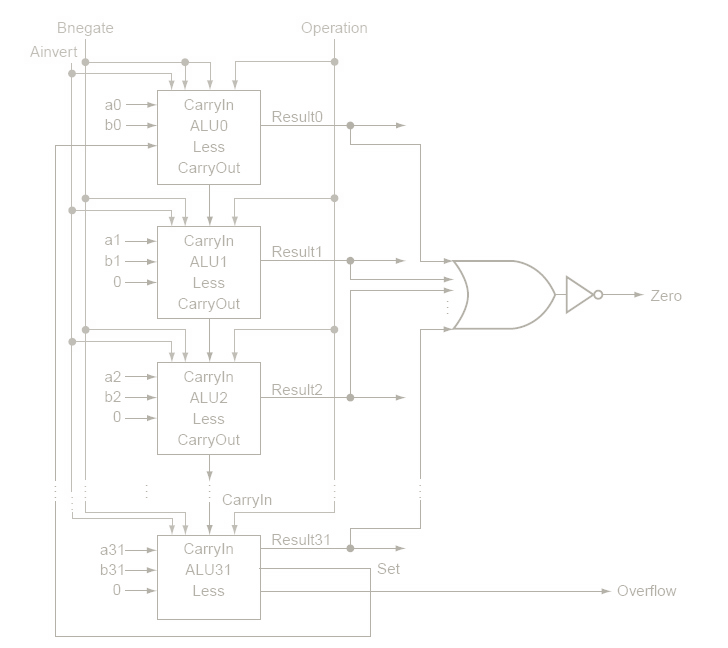 Bnegate
Operation
Ainvert
a0
b0
CarryIn
ALU0
Less
CarryOut
Result0
a1
b1
0
CarryIn
ALU1
Less
CarryOut
Result1
Zero
a2
b2
0
CarryIn
ALU2
Less
CarryOut
Result2
CarryIn
a31
b31
0
CarryIn
ALU31
Less
Result31
Set
Overflow